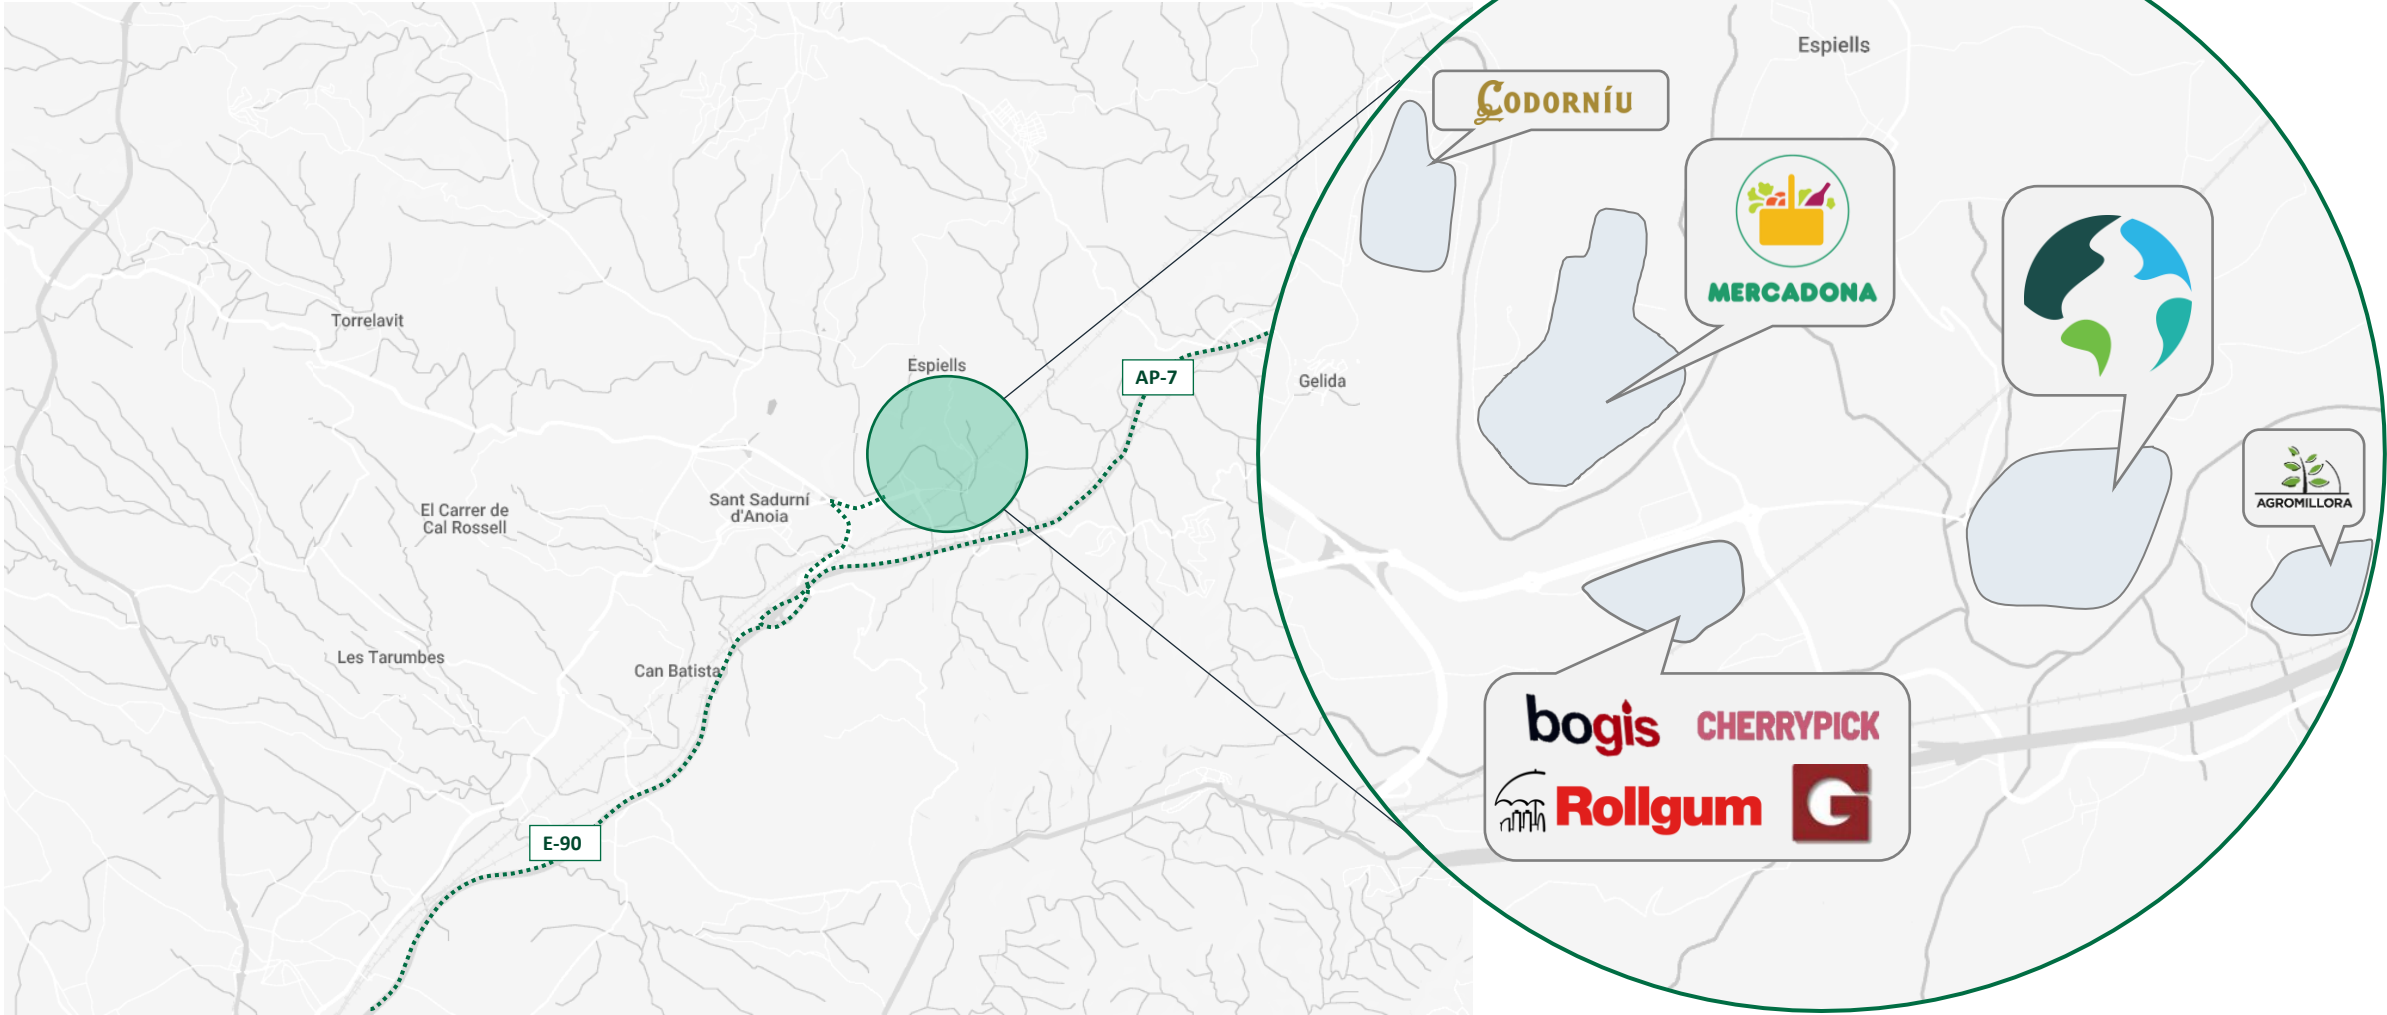 Torrelavit
Espiells
AP-7
Gelida
El Carrer de
Cal Rossell
Sant Sadurní
d'Anoia
Les Tarumbes
Can Batista
E-90
Espiells
CODORNÍU
MERCADONA
AGROMILLORA
bogis
CHERRYPICK
Rollgum
G